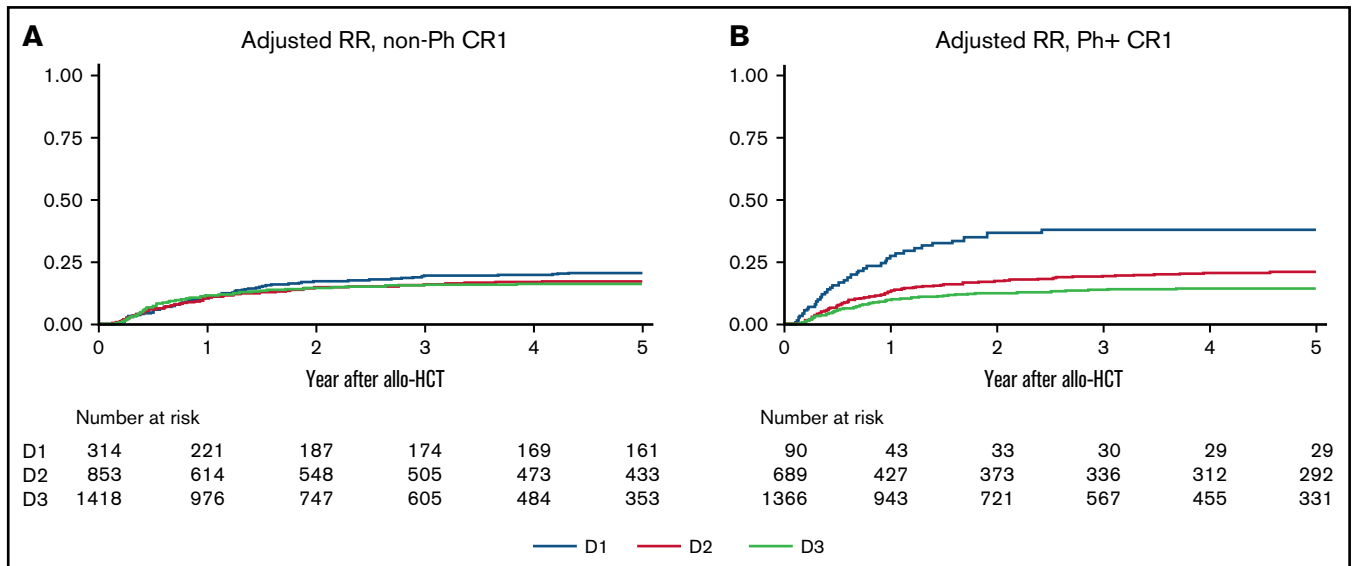 A
Adjusted RR, non-Ph CR1
1.00
0.75
0.50
0.25
0.00
0 1 2 3 4 5
Year after allo-HCT
Number at risk
D1 314 221 187 174 169 161
D2 853 614 548 505 473 433
D3 1418 976 747 605 484 353
B
Adjusted RR, Ph+ CR1
1.00
0.75
0.50
0.25
0.00
0 1 2 3 4 5
Year after allo-HCT
Number at risk
90 43 33 30 29 29
689 427 373 336 312 292
1366 943 721 567 455 331
D1 D2 D3